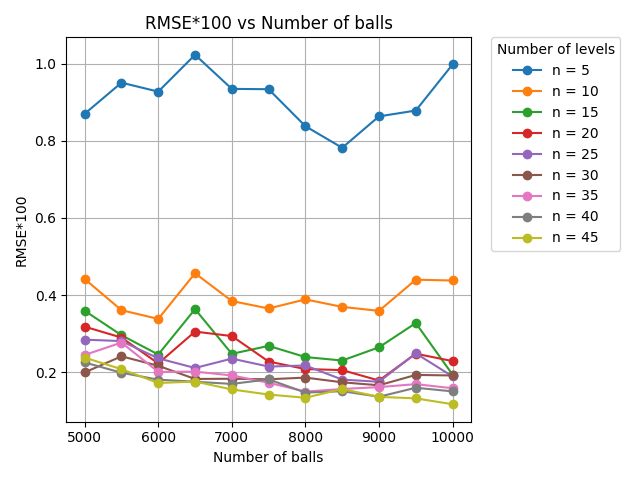 RMSE*100 vs Number of balls
Number of levels
n = 5
n = 10
n = 15
n = 20
n = 25
n = 30
n = 35
n = 40
n = 45
RMSE*100
1.0
0.8
0.6
0.4
0.2
5000 6000 7000 8000 9000 10000
Number of balls